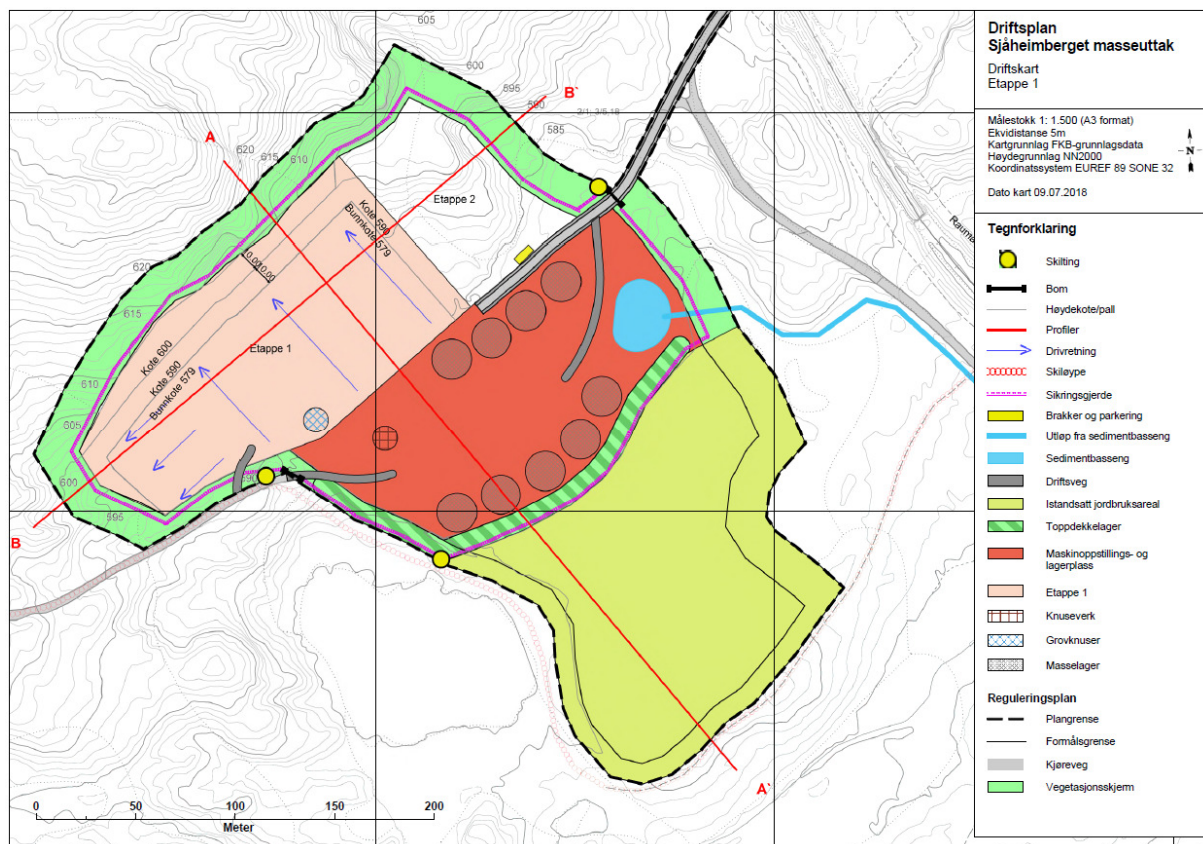 Driftsplan
Sjåheimberget masseuttak
Driftskart
Etappe 1
Målestokk 1: 1.500 (A3 format)
Ekvidistanse 5m
Kartgrunnlag FKB-grunnlagsdata
Høydegrunnlag NN2000
Koordinatsystem EUREF 89 SONE 32
N
Dato kart 09.07.2018
Tegnforklaring
Skilting
Bom
Høydekote/pall
Profiler
Drivretning
Skiløype
Sikringsgjerde
Brakker og parkering
Utløp fra sedimentbasseng
Sedimentbasseng
Driftsveg
Istandsatt jordbruksareal
Toppdekkelager
Maskinoppstillings- og
lagerplass
Etappe 1
Knuseverk
Grovknuser
Masselager
Reguleringsplan
Plangrense
Formålsgrense
Kjøreveg
Vegetasjonsskjerm
605
600
595
590
585
B`
A
620
615
610
Etappe 2
Kote 590
Bunnkote 579
10.00
10.00
620
615
Etappe 1
Kote 600
Kote 590
Bunnkote 579
610
605
600
595
B
A`
0 50 100 150 200
Meter